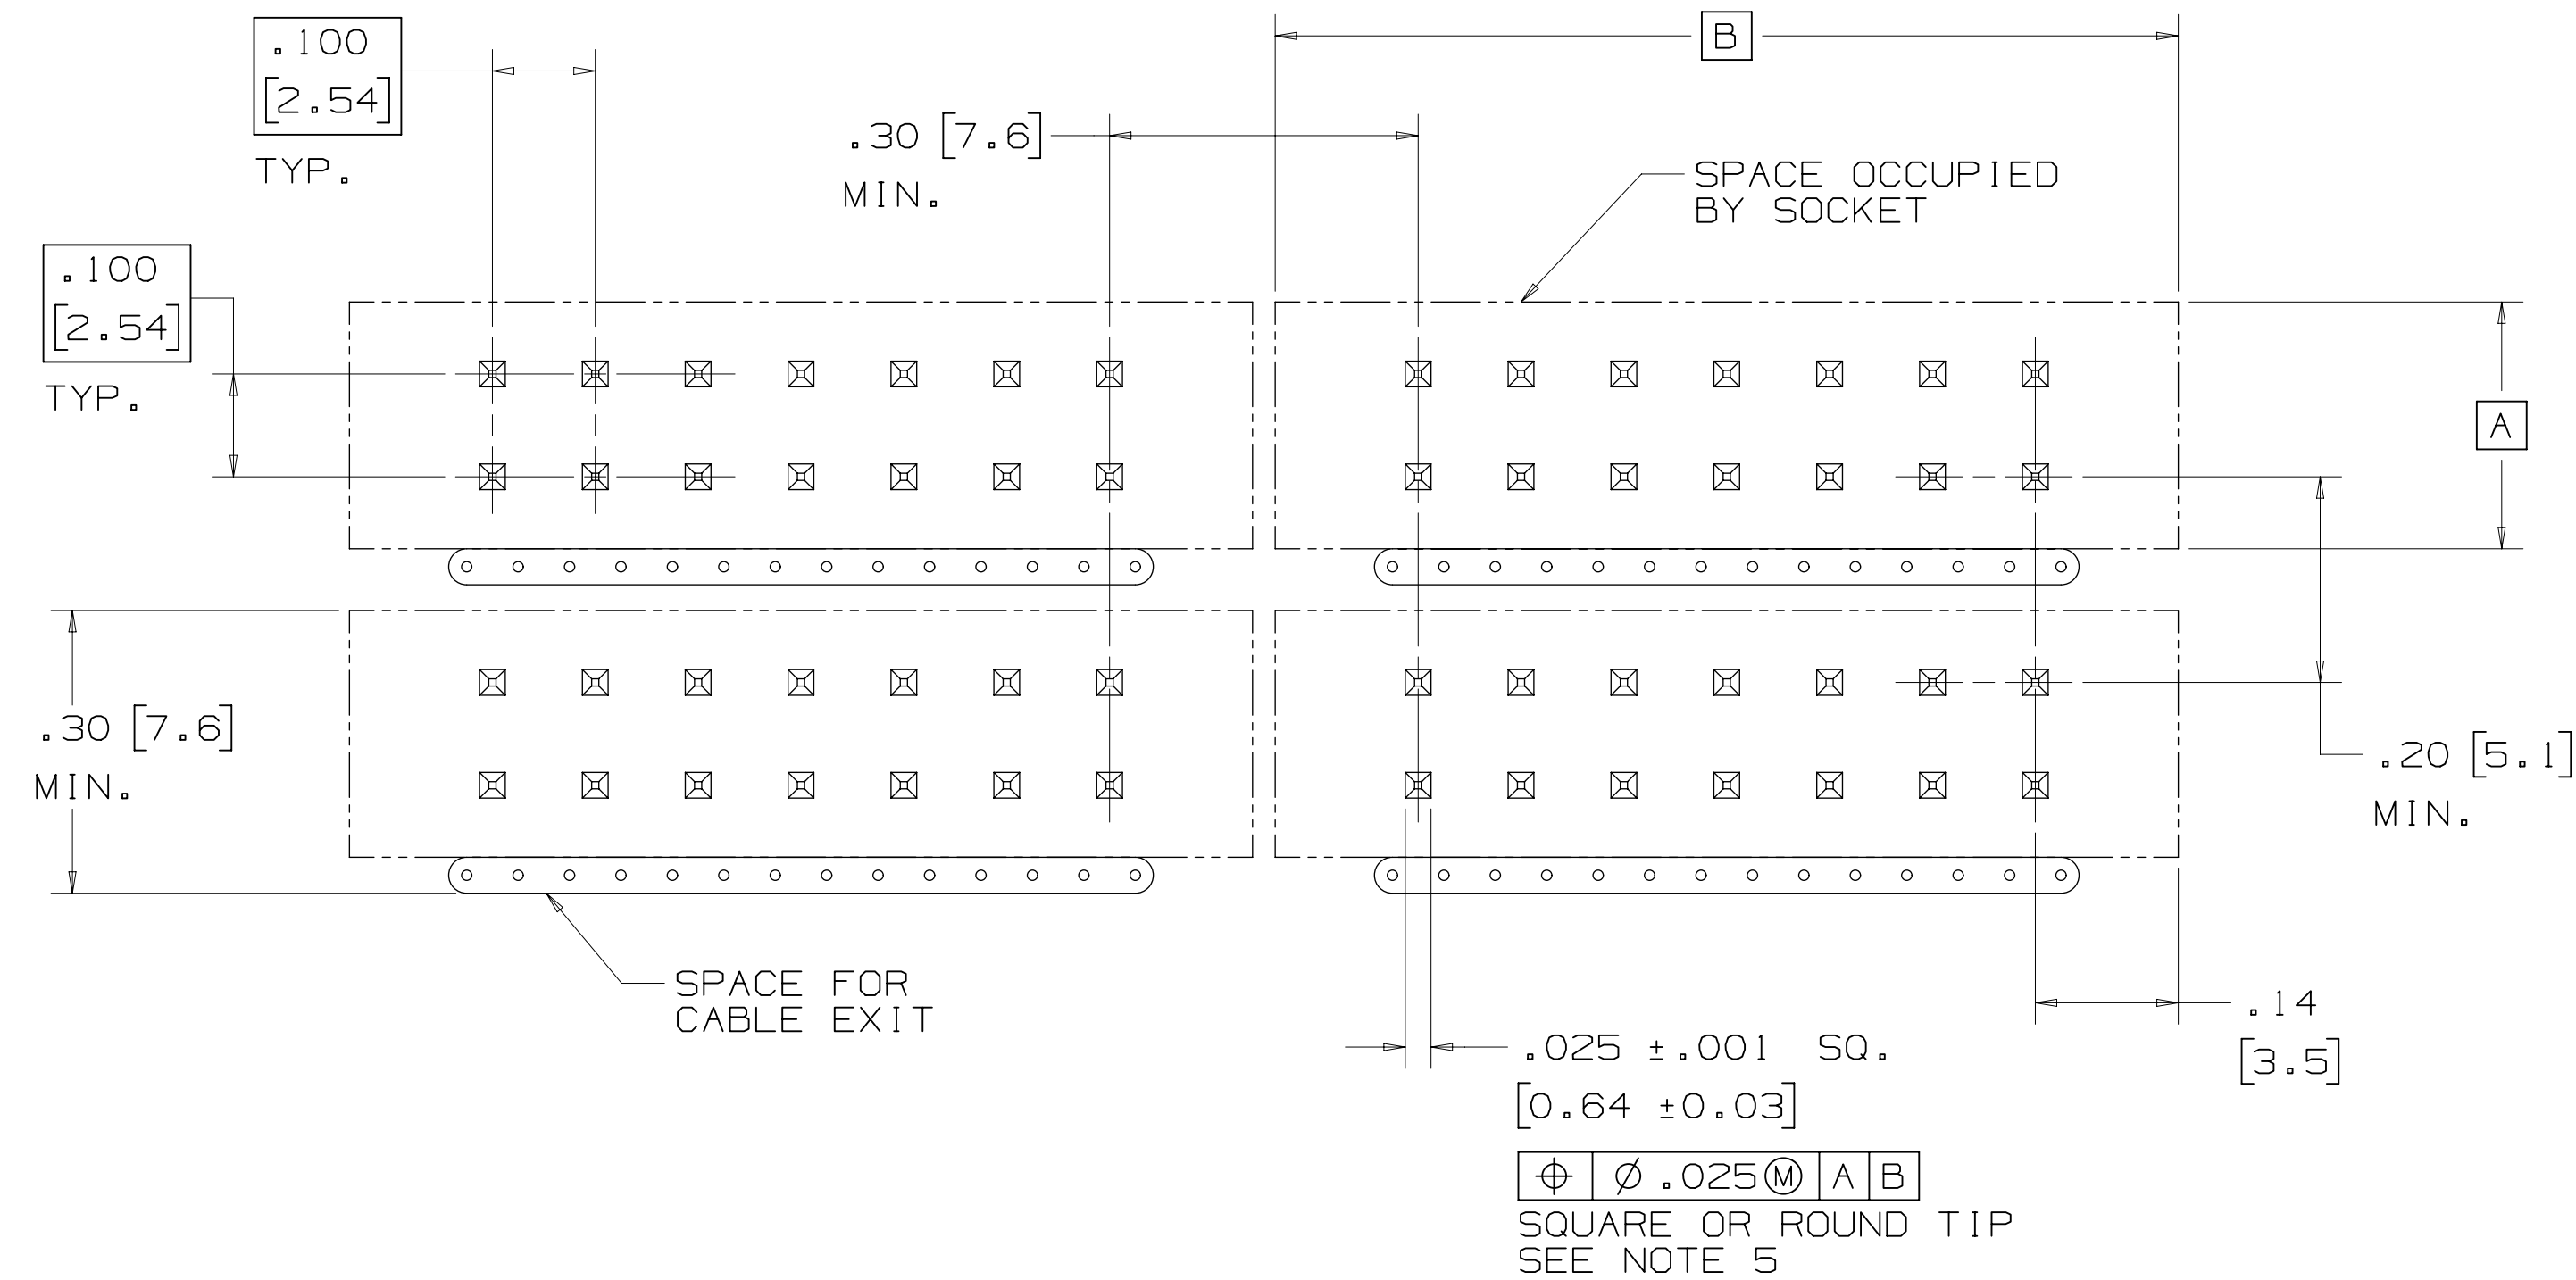 .100
[2.54]
TYP.
B
.30 [7.6]
MIN.
SPACE OCCUPIED
BY SOCKET
.100
[2.54]
TYP.
A
.30 [7.6]
MIN.
.20 [5.1]
MIN.
SPACE FOR
CABLE EXIT
.14
[3.5]
.025 ±.001 SQ.
[0.64 ±0.03]
⌖ Ø .025 Ⓜ A B
SQUARE OR ROUND TIP
SEE NOTE 5